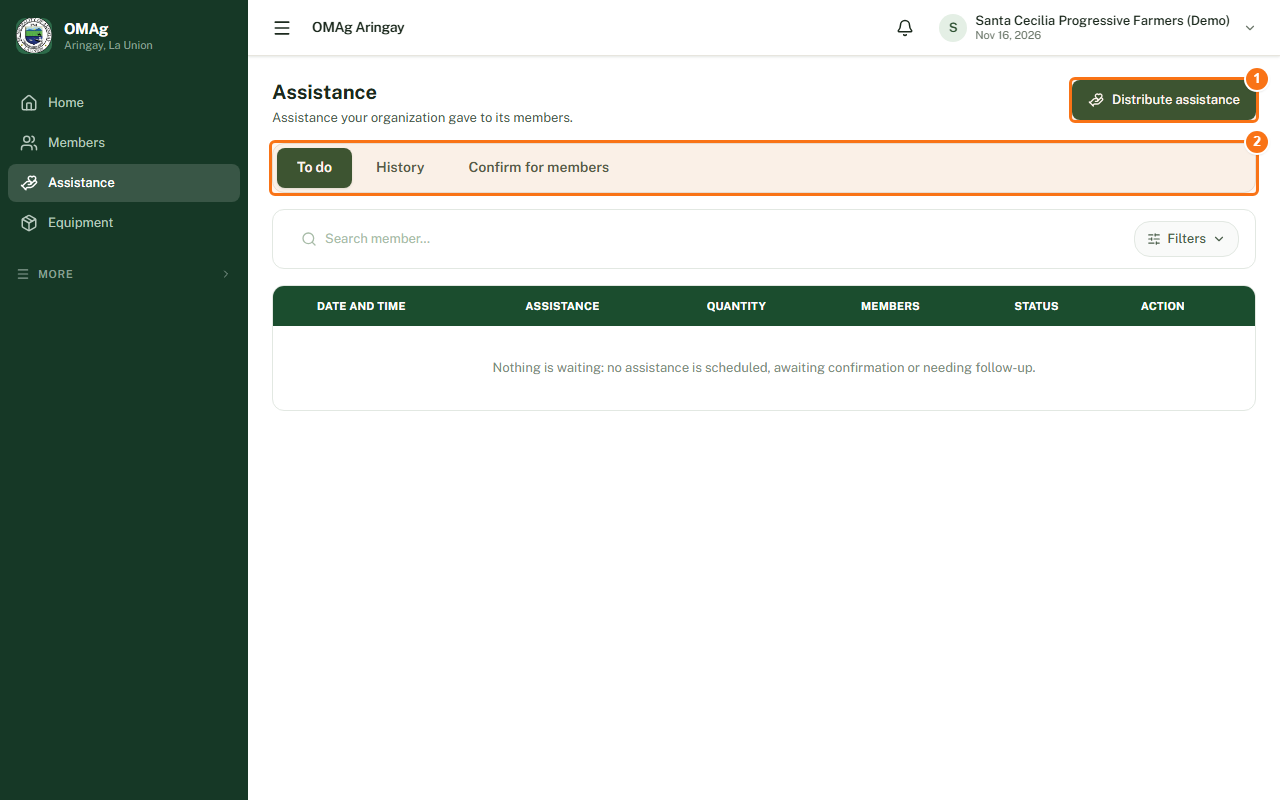 OMAg
Aringay, La Union
Home
Members
Assistance
Equipment
MORE
OMAg Aringay
S
Santa Cecilia Progressive Farmers (Demo)
Nov 16, 2026
Assistance
Assistance your organization gave to its members.
Distribute assistance
1
2
To do
History
Confirm for members
Search member...
Filters
DATE AND TIME
ASSISTANCE
QUANTITY
MEMBERS
STATUS
ACTION
Nothing is waiting: no assistance is scheduled, awaiting confirmation or needing follow-up.